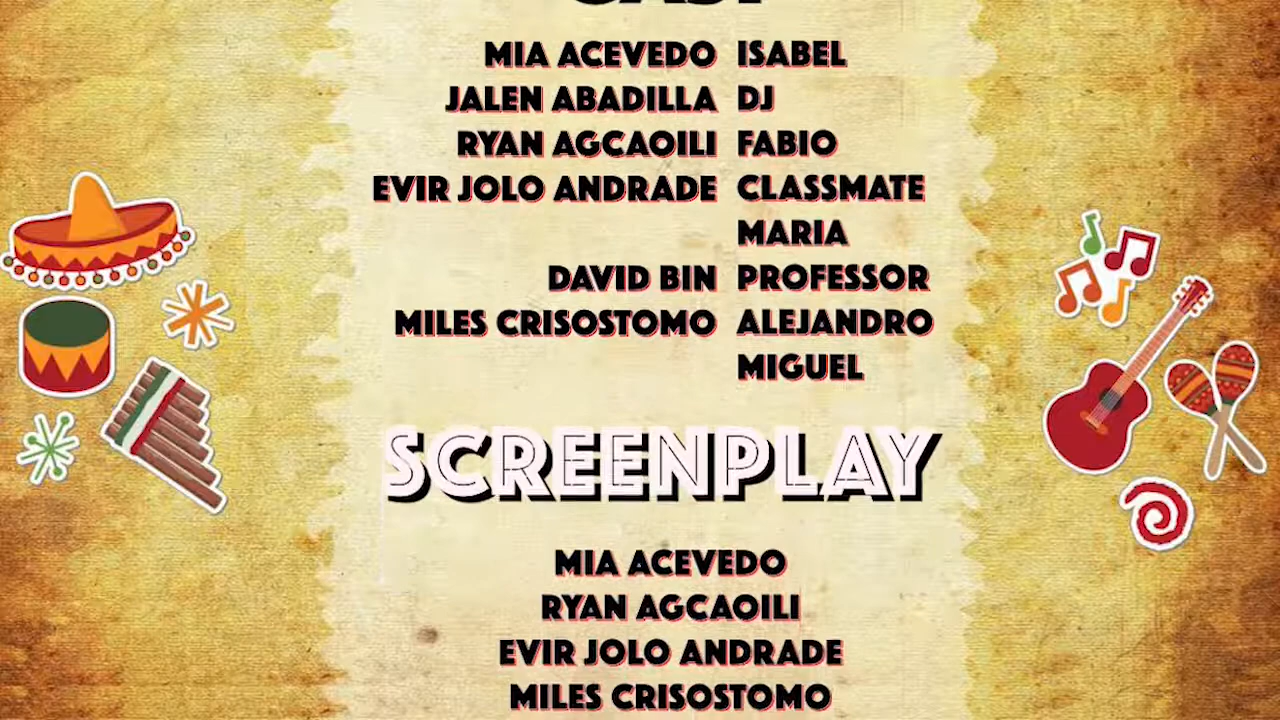 CAST
MIA ACEVEDO ISABEL
JALEN ABADILLA DJ
RYAN AGCAOILI FABIO
EVIR JOLO ANDRADE CLASSMATE
MARIA
DAVID BIN PROFESSOR
MILES CRISOSTOMO ALEJANDRO
MIGUEL
SCREENPLAY
MIA ACEVEDO
RYAN AGCAOILI
EVIR JOLO ANDRADE
MILES CRISOSTOMO